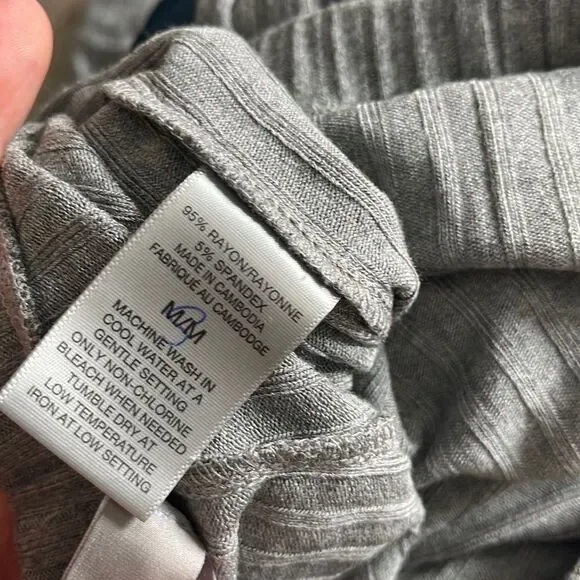 95% RAYON/RAYONNE
5% SPANDEX
MADE IN CAMBODIA
FABRIQUÉ AU CAMBODGE
M/M
MACHINE WASH IN
COOL WATER AT A
GENTLE SETTING
ONLY NON-CHLORINE
BLEACH WHEN NEEDED
TUMBLE DRY AT
LOW TEMPERATURE
IRON AT LOW SETTING